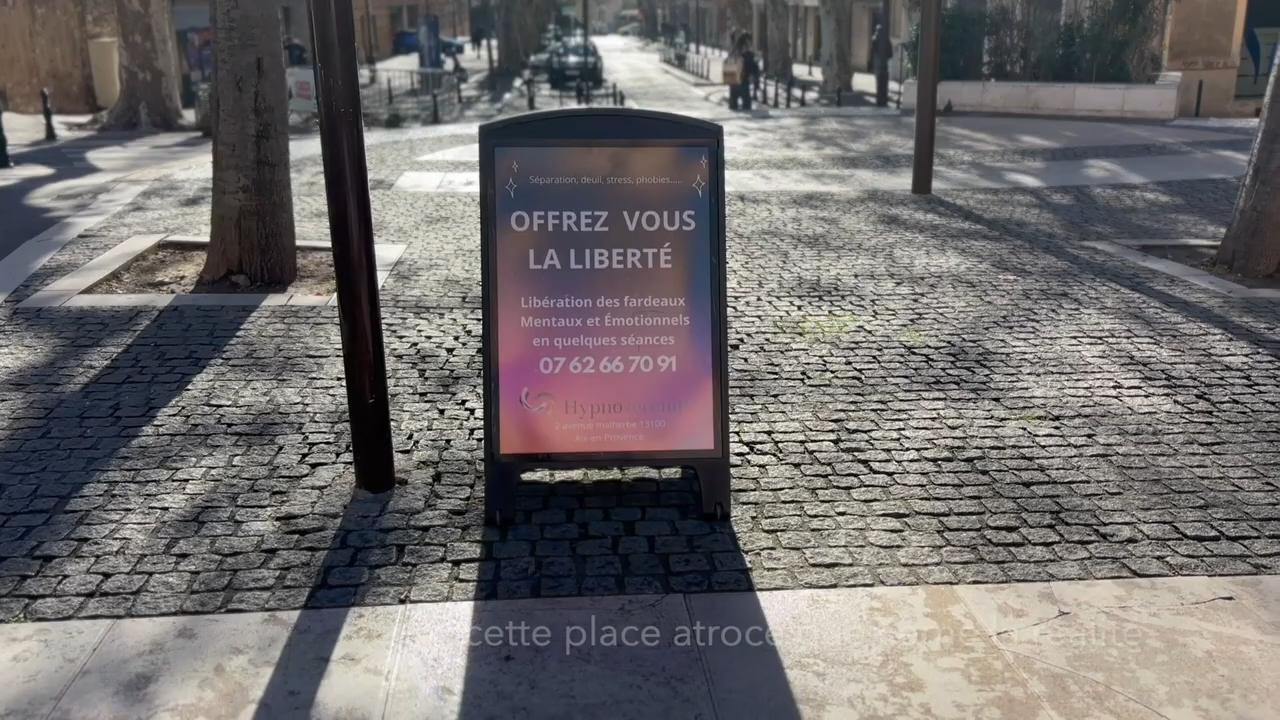 Séparation, deuil, stress, phobies.....
OFFREZ VOUS
LA LIBERTÉ
Libération des fardeaux
Mentaux et Émotionnels
en quelques séances
07 62 66 70 91
2 avenue malherbe 13100
Aix-en-Provence
cette place atroce